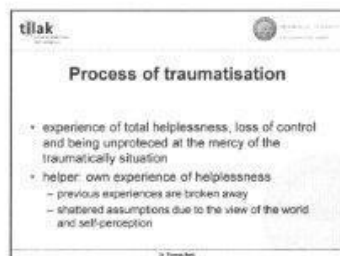 tilak
Process of traumatisation
• experience of total helplessness, loss of control
and being unproteced at the mercy of the
traumatically situation
• helper: own experience of helplessness
– previous experiences are broken away
– shattered assumptions due to the view of the world
and self-perception